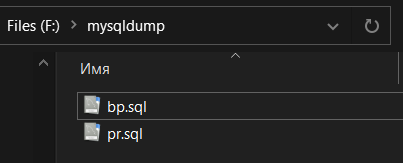 Files (F:) > mysqldump
Имя
bp.sql
pr.sql